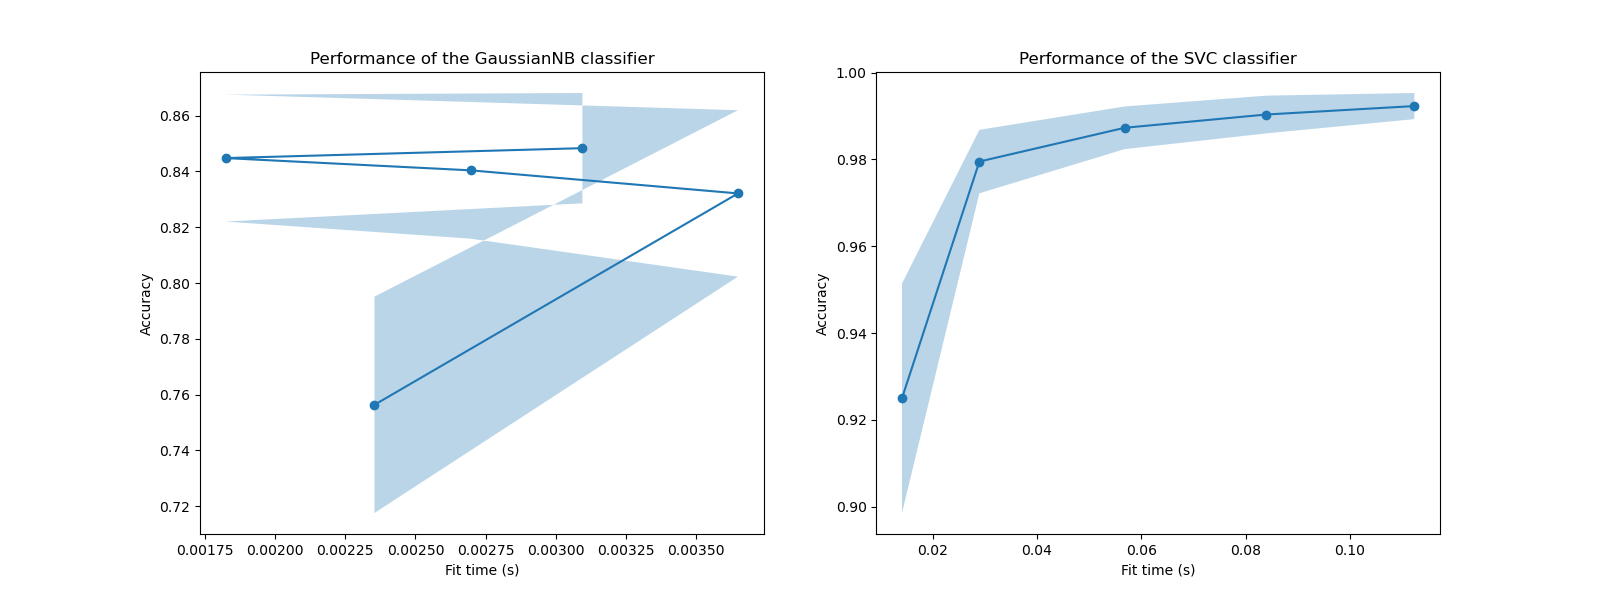 Performance of the GaussianNB classifier
0.86
0.84
0.82
0.80
0.78
0.76
0.74
0.72
Accuracy
0.00175 0.00200 0.00225 0.00250 0.00275 0.00300 0.00325 0.00350
Fit time (s)
Performance of the SVC classifier
1.00
0.98
0.96
0.94
0.92
0.90
Accuracy
0.02 0.04 0.06 0.08 0.10
Fit time (s)